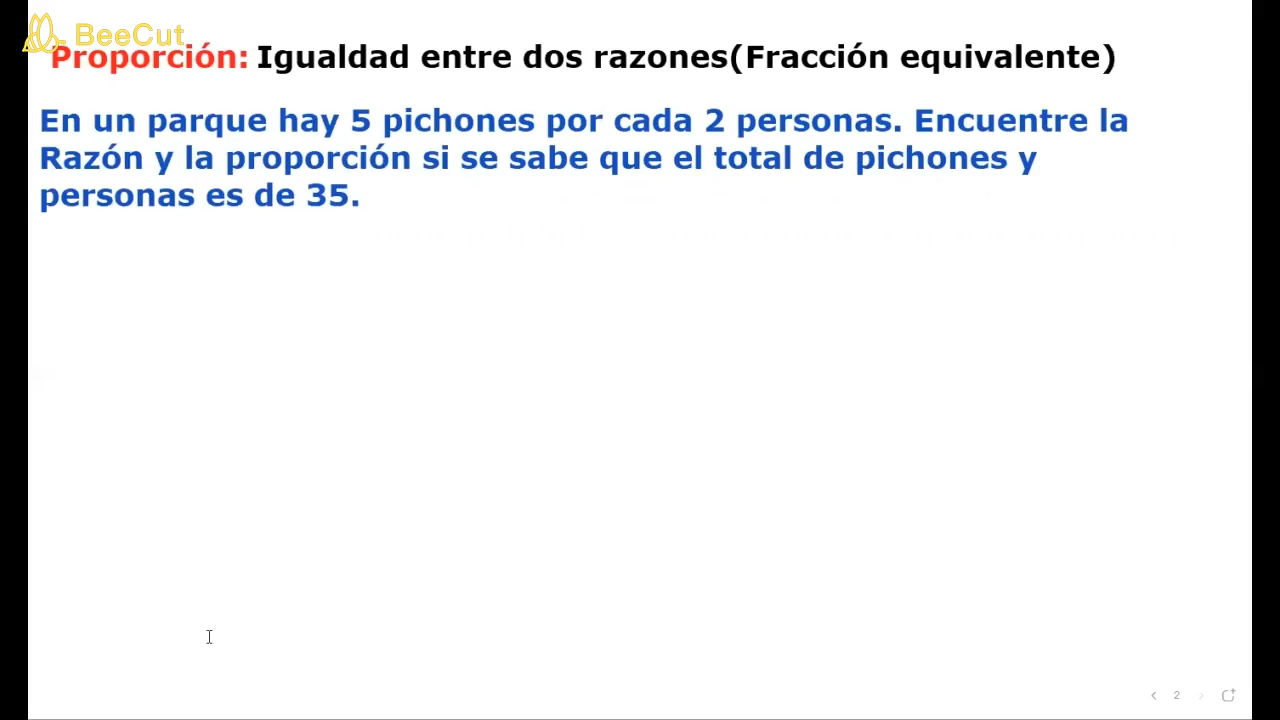 BeeCut
Proporción: Igualdad entre dos razones(Fracción equivalente)
En un parque hay 5 pichones por cada 2 personas. Encuentre la
Razón y la proporción si se sabe que el total de pichones y
personas es de 35.
2